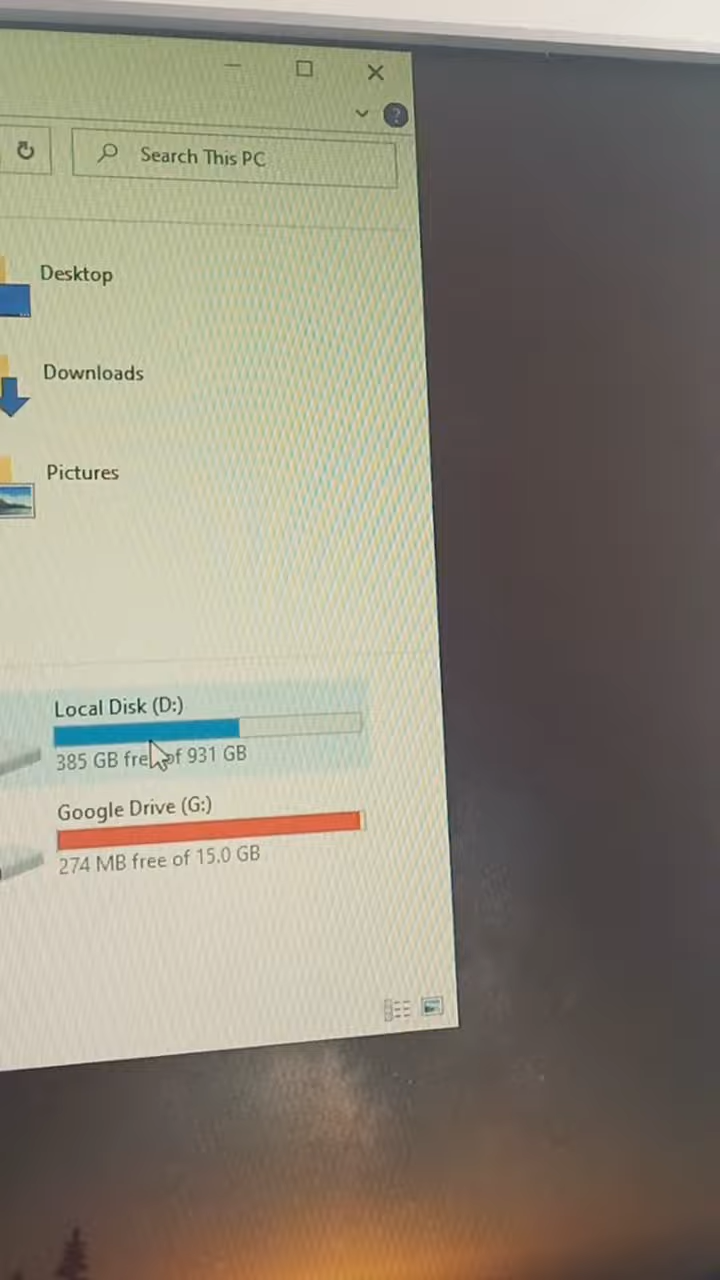 ?
Search This PC
Desktop
Downloads
Pictures
Local Disk (D:)
385 GB free of 931 GB
Google Drive (G:)
274 MB free of 15.0 GB